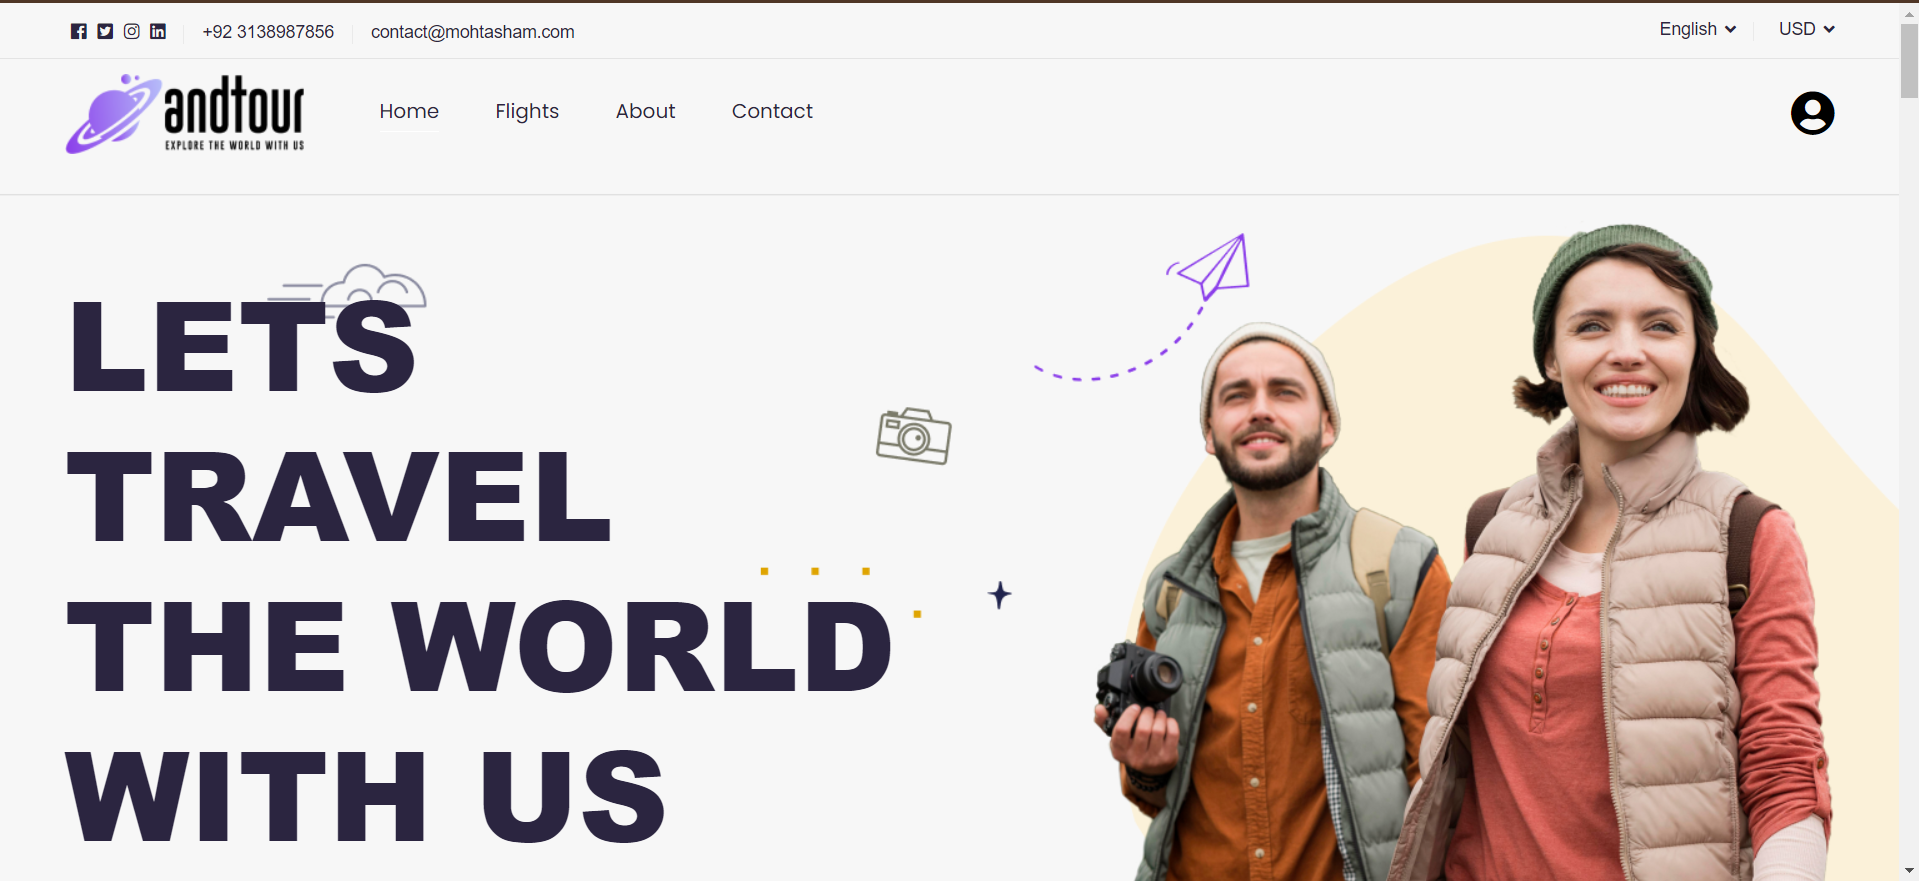 +92 3138987856 contact@mohtasham.com English USD
andtour
EXPLORE THE WORLD WITH US
Home Flights About Contact
LETS
TRAVEL
THE WORLD
WITH US